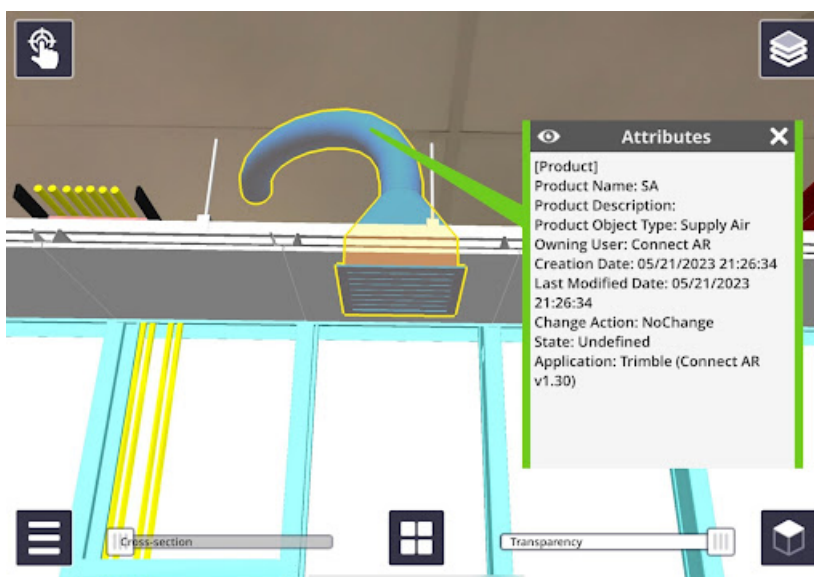 Attributes
[Product]
Product Name: SA
Product Description:
Product Object Type: Supply Air
Owning User: Connect AR
Creation Date: 05/21/2023 21:26:34
Last Modified Date: 05/21/2023
21:26:34
Change Action: NoChange
State: Undefined
Application: Trimble (Connect AR
v1.30)
Cross-section
Transparency